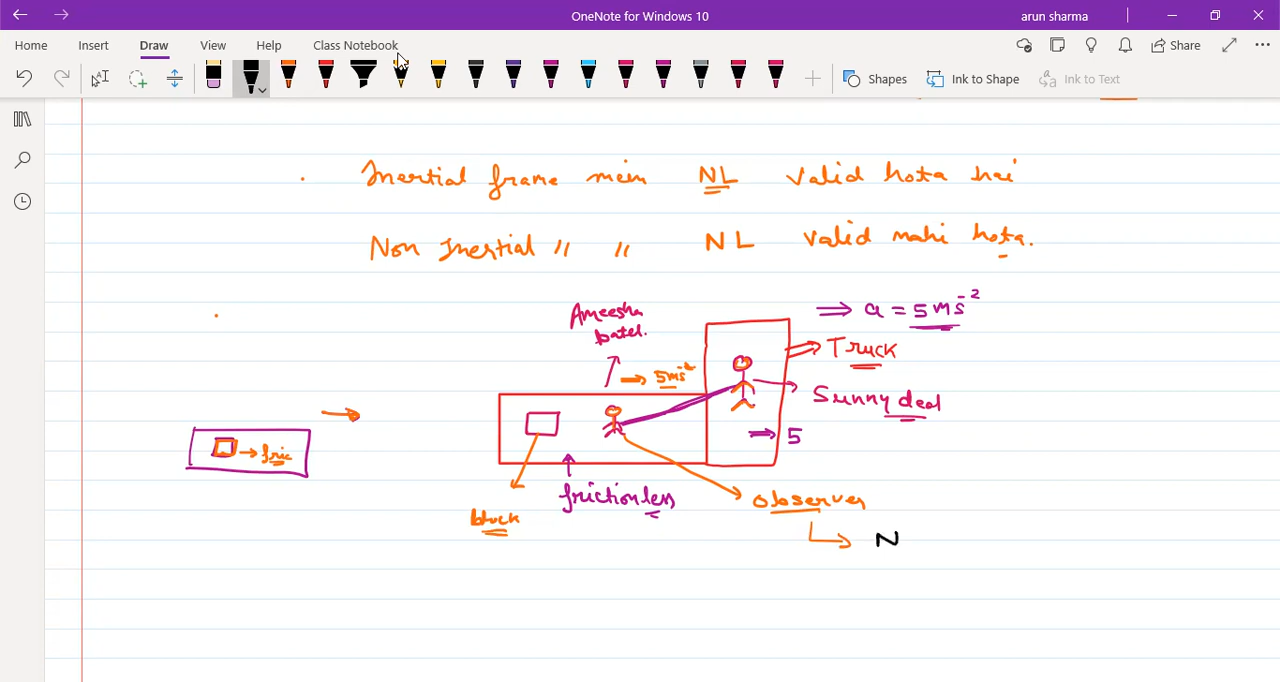 OneNote for Windows 10
arun sharma
Home Insert Draw View Help Class Notebook
Share
Shapes Ink to Shape Ink to Text
Inertial frame mein NL valid hota hai
Non Inertial " " NL valid nahi hota.
Ameesha
patel.
⇒ a = 5ms⁻²
→ 5ms⁻²
Truck
Sunny deol
→ fric
⇒ 5
frictionless
observer
block
N